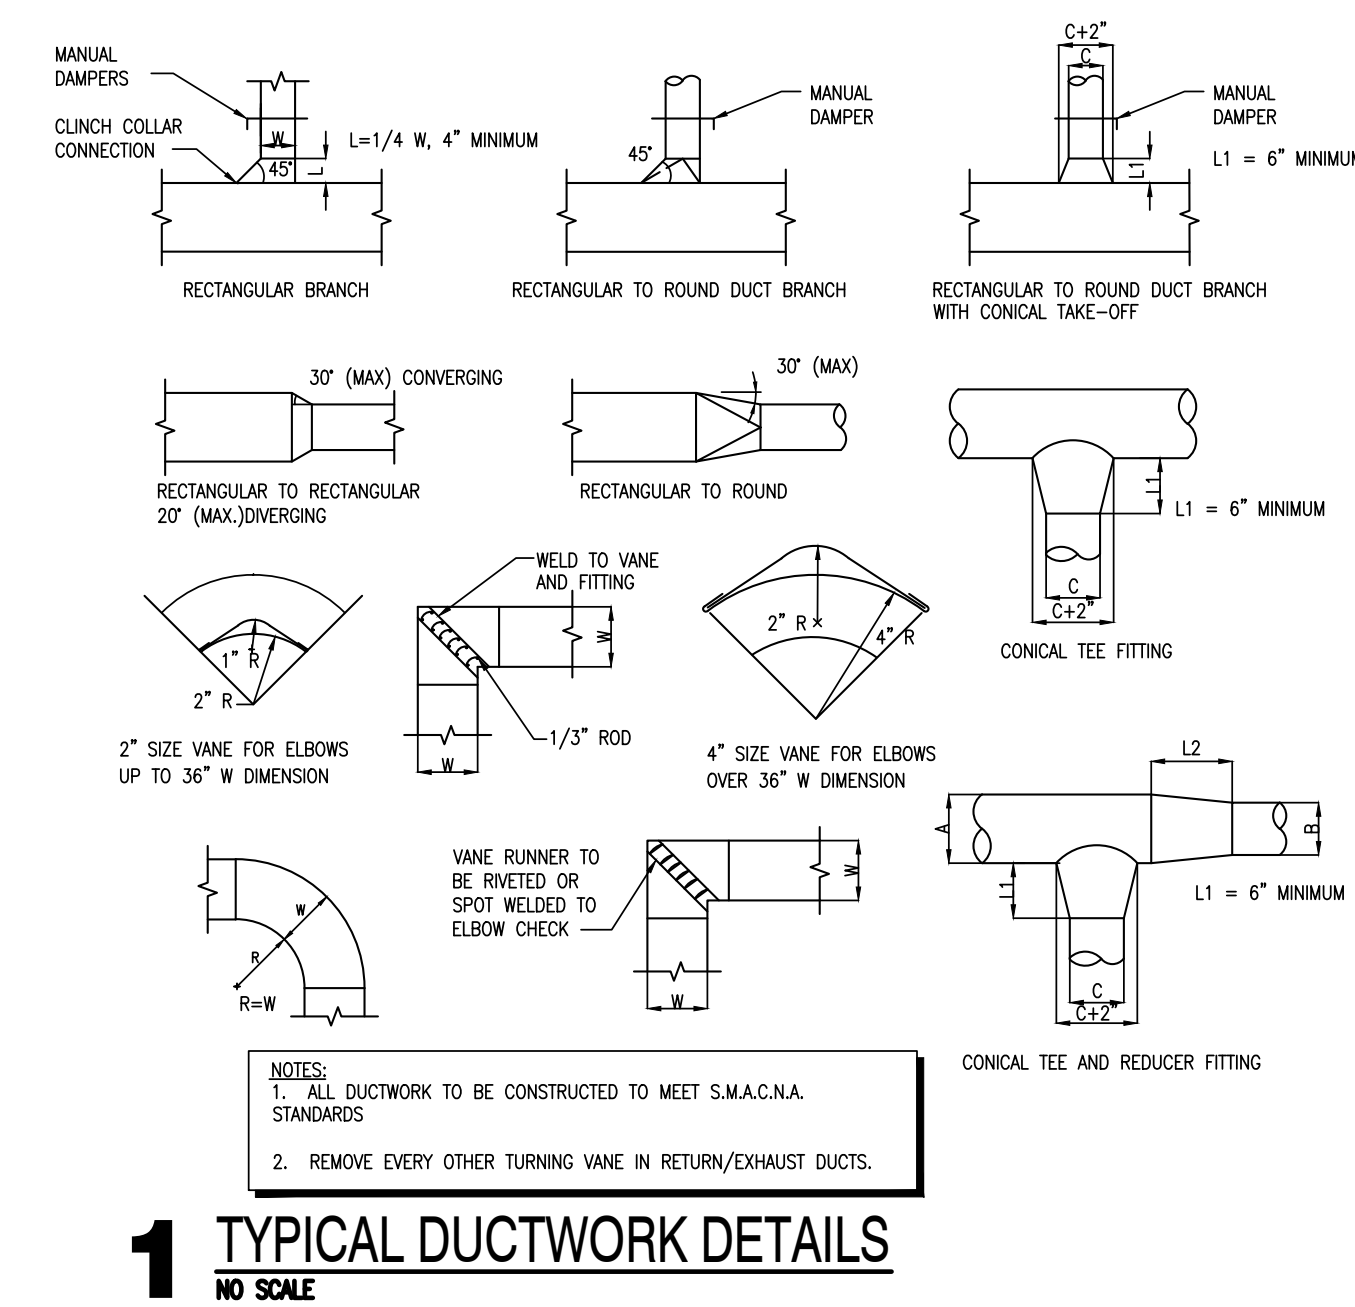 MANUAL
DAMPERS
CLINCH COLLAR
CONNECTION
W
45°
L
L=1/4 W, 4" MINIMUM
RECTANGULAR BRANCH
45°
MANUAL
DAMPER
RECTANGULAR TO ROUND DUCT BRANCH
C+2"
C
MANUAL
DAMPER
L1
L1 = 6" MINIMUM
RECTANGULAR TO ROUND DUCT BRANCH
WITH CONICAL TAKE-OFF
30° (MAX) CONVERGING
RECTANGULAR TO RECTANGULAR
20° (MAX.)DIVERGING
30° (MAX)
RECTANGULAR TO ROUND
L1
L1 = 6" MINIMUM
C
C+2"
CONICAL TEE FITTING
1" R
2" R
2" SIZE VANE FOR ELBOWS
UP TO 36" W DIMENSION
WELD TO VANE
AND FITTING
W
1/3" ROD
W
2" R
4" R
4" SIZE VANE FOR ELBOWS
OVER 36" W DIMENSION
W
R
R=W
VANE RUNNER TO
BE RIVETED OR
SPOT WELDED TO
ELBOW CHECK
W
W
L2
A
B
L1
L1 = 6" MINIMUM
C
C+2"
CONICAL TEE AND REDUCER FITTING
NOTES:
1. ALL DUCTWORK TO BE CONSTRUCTED TO MEET S.M.A.C.N.A.
STANDARDS
2. REMOVE EVERY OTHER TURNING VANE IN RETURN/EXHAUST DUCTS.
1 TYPICAL DUCTWORK DETAILS
NO SCALE